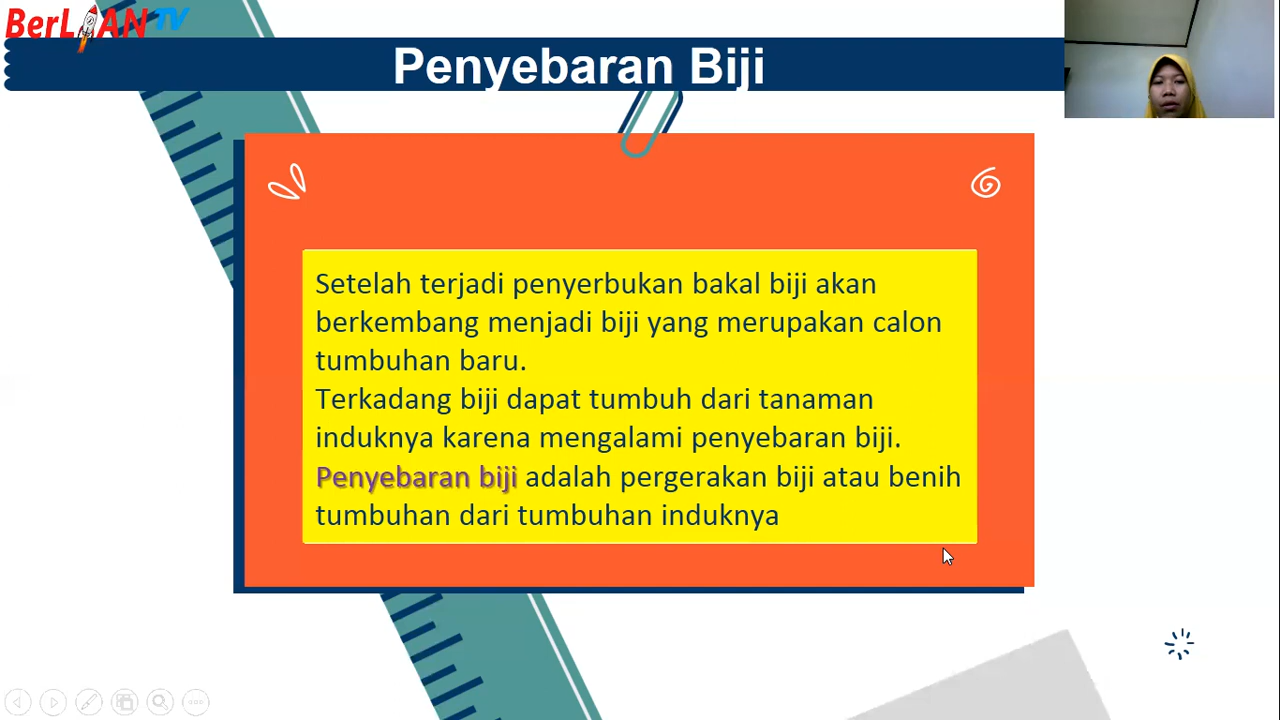 BerLIAN TV
Penyebaran Biji
Setelah terjadi penyerbukan bakal biji akan
berkembang menjadi biji yang merupakan calon
tumbuhan baru.
Terkadang biji dapat tumbuh dari tanaman
induknya karena mengalami penyebaran biji.
Penyebaran biji adalah pergerakan biji atau benih
tumbuhan dari tumbuhan induknya